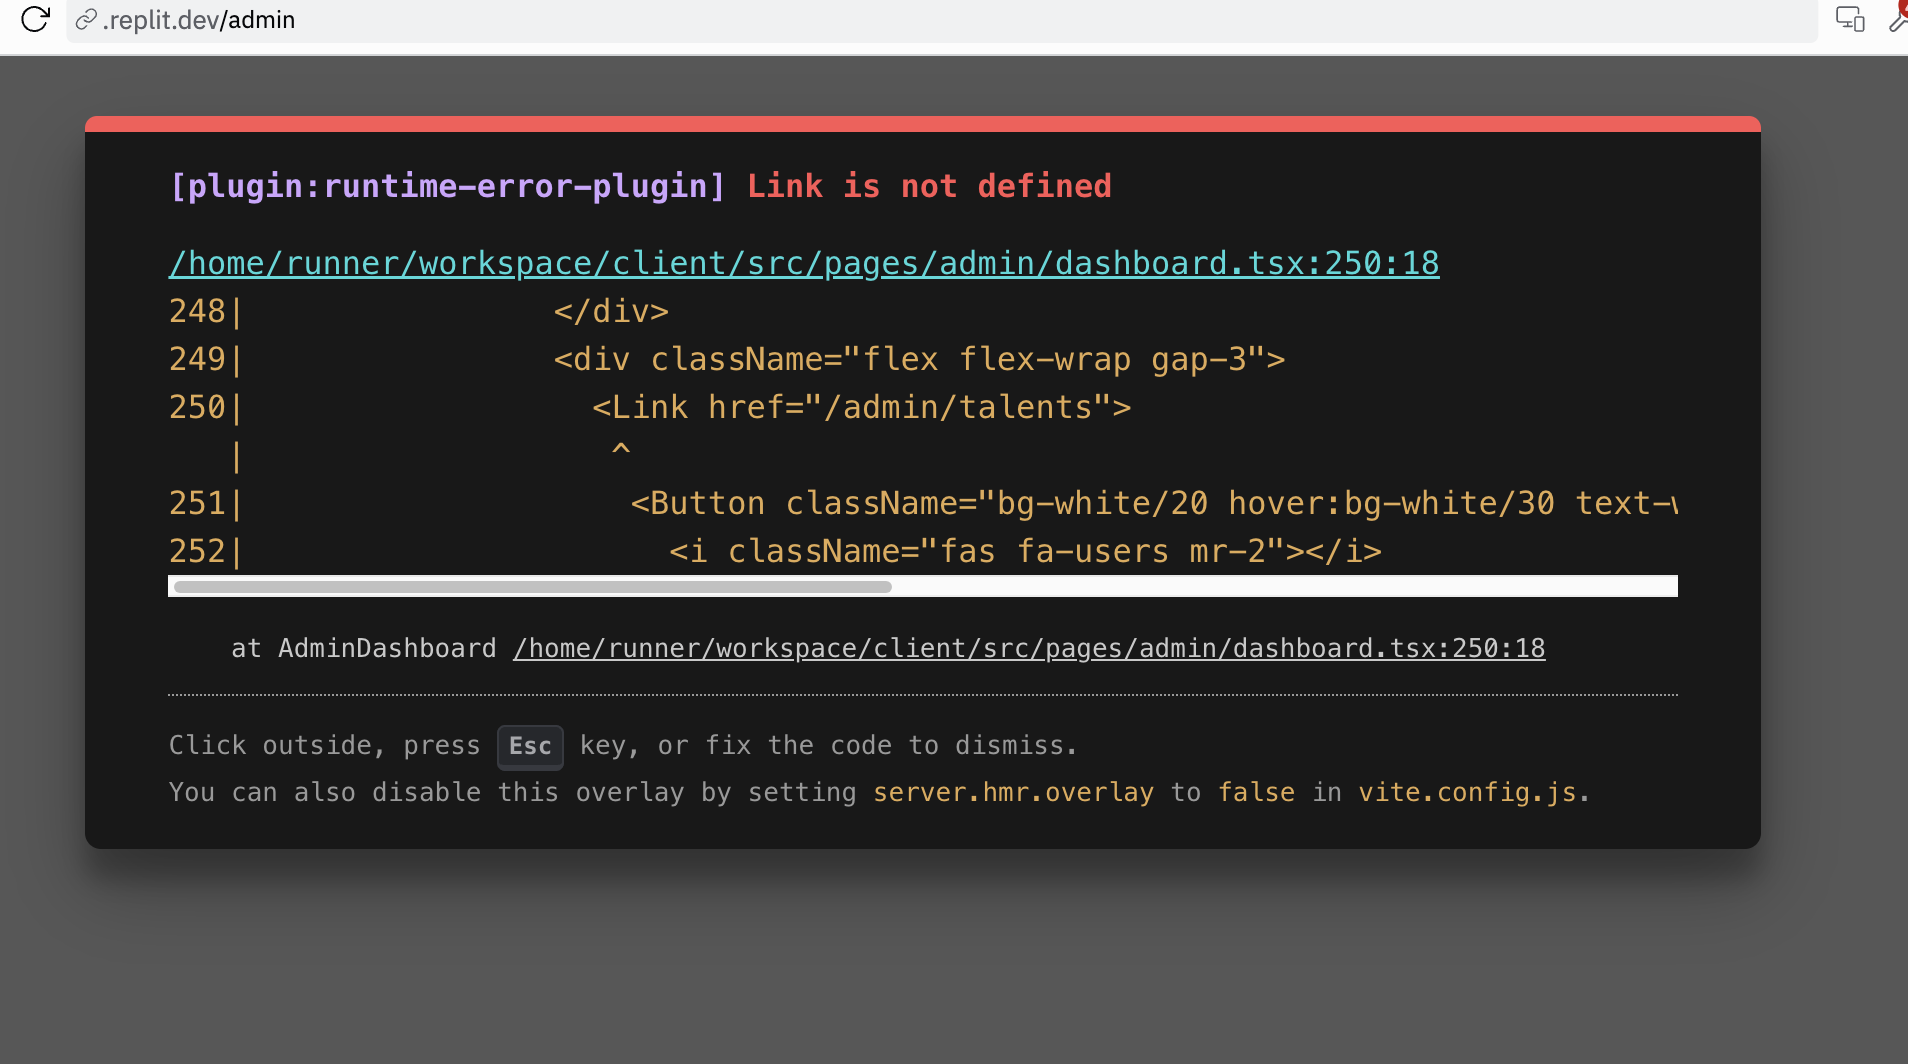 .replit.dev/admin
[plugin:runtime-error-plugin] Link is not defined
/home/runner/workspace/client/src/pages/admin/dashboard.tsx:250:18
248|                </div>
249|                <div className="flex flex-wrap gap-3">
250|                  <Link href="/admin/talents">
   |                   ^
251|                    <Button className="bg-white/20 hover:bg-white/30 text-
252|                      <i className="fas fa-users mr-2"></i>
at AdminDashboard /home/runner/workspace/client/src/pages/admin/dashboard.tsx:250:18
Click outside, press Esc key, or fix the code to dismiss.
You can also disable this overlay by setting server.hmr.overlay to false in vite.config.js.